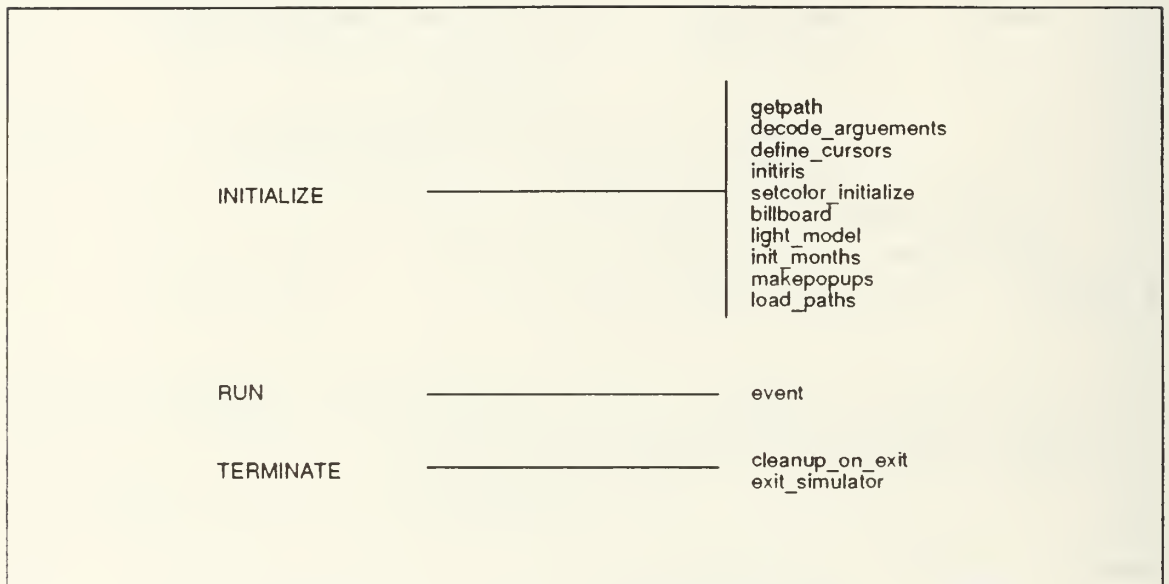 INITIALIZE
getpath
decode_arguements
define_cursors
initiris
setcolor_initialize
billboard
light_model
init_months
makepopups
load_paths
RUN
event
TERMINATE
cleanup_on_exit
exit_simulator